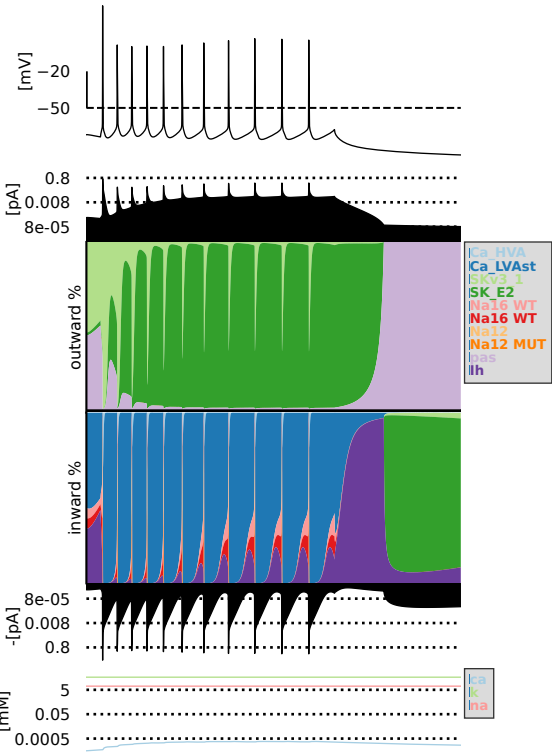 [mV]
−20
−50
[pA]
0.8
0.008
8e-05
outward %
Ca_HVA
Ca_LVAst
SKv3_1
SK_E2
Na16 WT
Na16 WT
Na12
Na12 MUT
pas
Ih
inward %
-[pA]
8e-05
0.008
0.8
[mM]
5
0.05
0.0005
ca
k
na